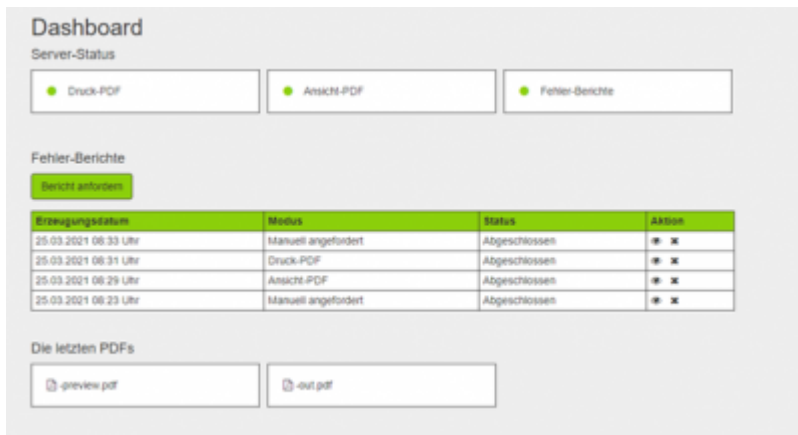 Dashboard
Server-Status
Druck-PDF
Ansicht-PDF
Fehler-Berichte
Fehler-Berichte
Bericht anfordern
Erzeugungsdatum Modus Status Aktion
25.03.2021 08:33 Uhr Manuell angefordert Abgeschlossen
25.03.2021 08:31 Uhr Druck-PDF Abgeschlossen
25.03.2021 08:29 Uhr Ansicht-PDF Abgeschlossen
25.03.2021 08:23 Uhr Manuell angefordert Abgeschlossen
Die letzten PDFs
-preview.pdf
-out.pdf